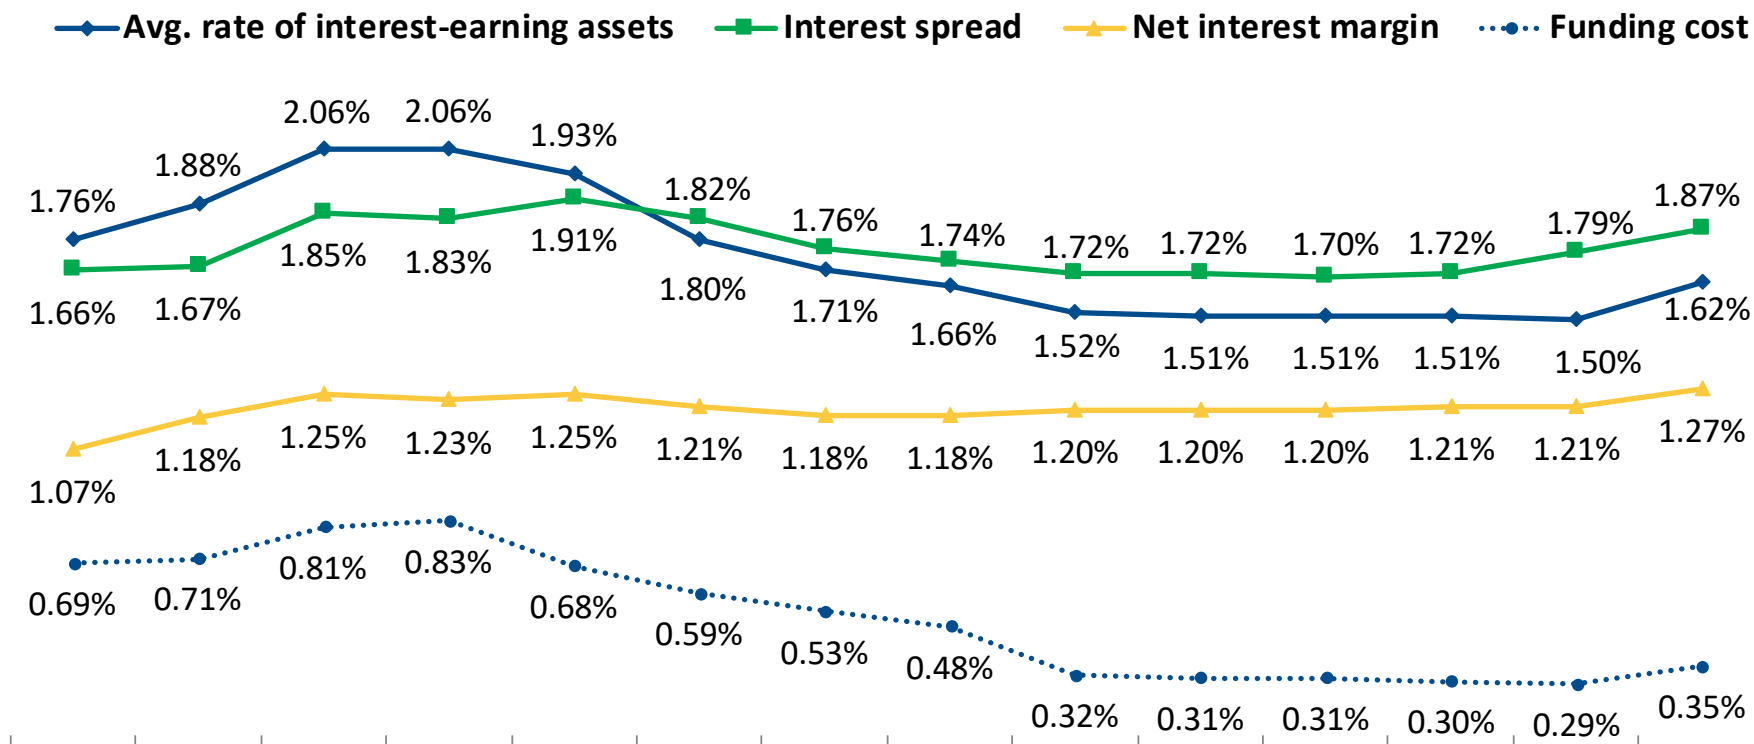 Avg. rate of interest-earning assets Interest spread Net interest margin Funding cost
1.76% 1.88% 2.06% 2.06% 1.93% 1.82% 1.76% 1.74% 1.72% 1.72% 1.70% 1.72% 1.79% 1.87%
1.66% 1.67% 1.85% 1.83% 1.91% 1.80% 1.71% 1.66% 1.52% 1.51% 1.51% 1.51% 1.50% 1.62%
1.07% 1.18% 1.25% 1.23% 1.25% 1.21% 1.18% 1.18% 1.20% 1.20% 1.20% 1.21% 1.21% 1.27%
0.69% 0.71% 0.81% 0.83% 0.68% 0.59% 0.53% 0.48% 0.32% 0.31% 0.31% 0.30% 0.29% 0.35%